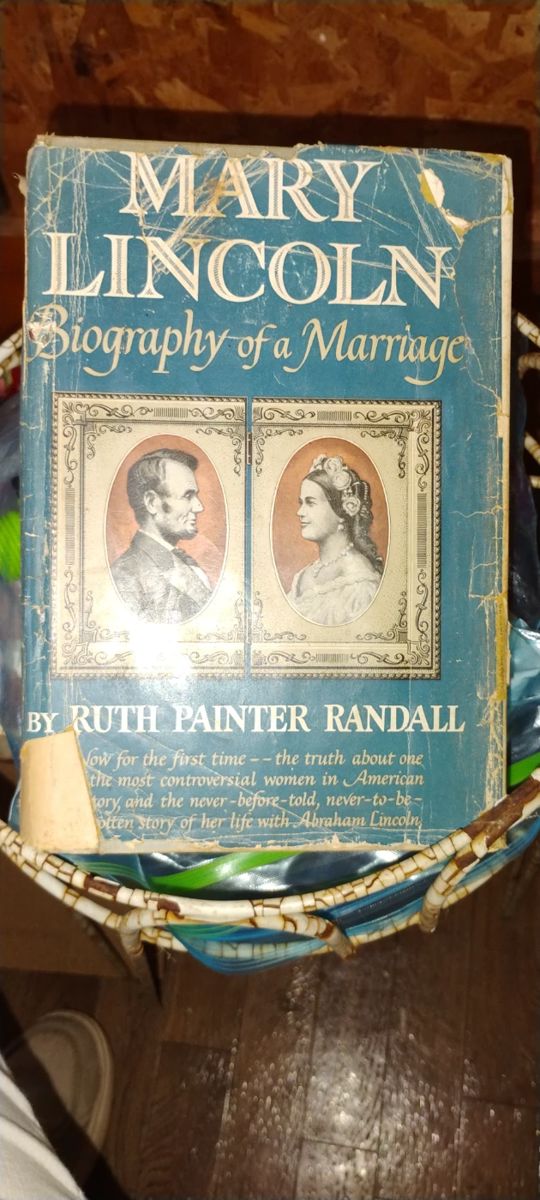 MARY
LINCOLN
Biography of a Marriage
BY RUTH PAINTER RANDALL
Now for the first time -- the truth about one
the most controversial women in American
ory, and the never-before-told, never-to-be-
otten story of her life with Abraham Lincoln.